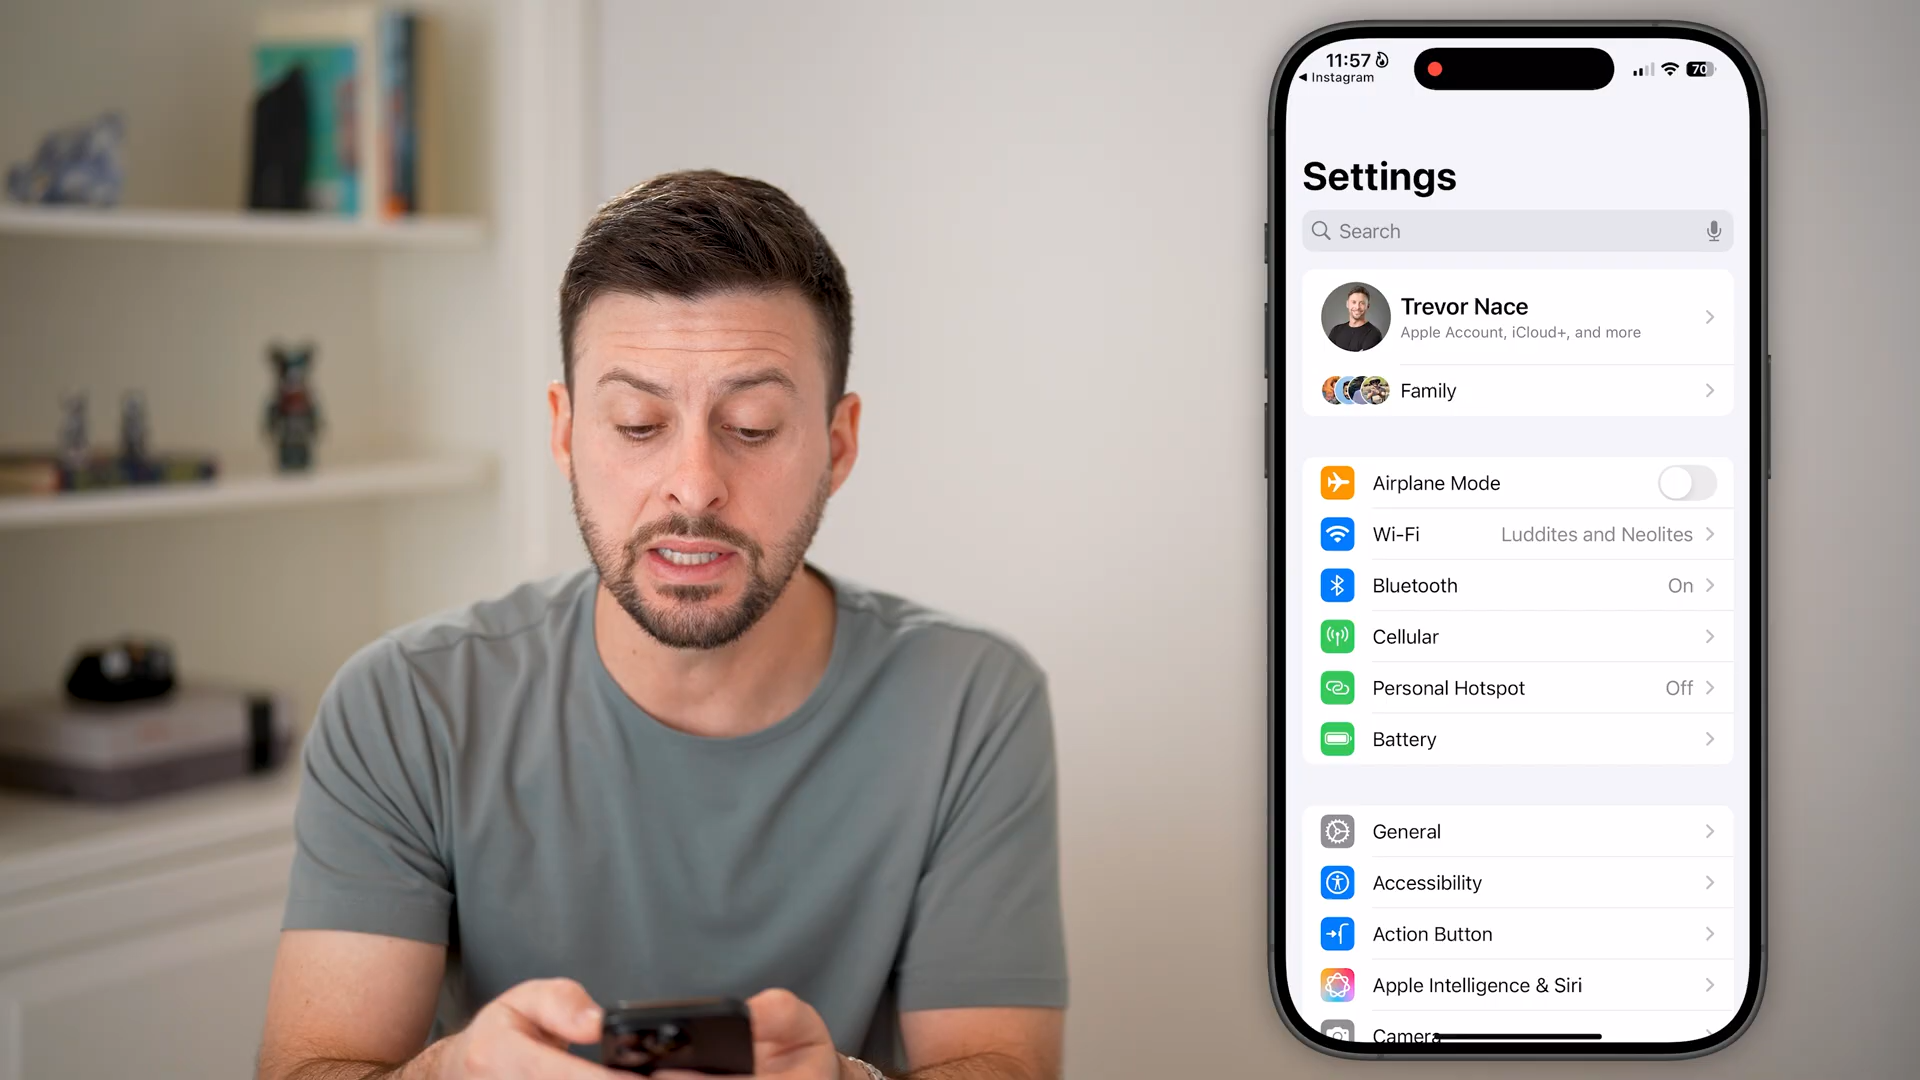 11:57
Instagram
70
Settings
Search
Trevor Nace
Apple Account, iCloud+, and more
Family
Airplane Mode
Wi-Fi Luddites and Neolites
Bluetooth On
Cellular
Personal Hotspot Off
Battery
General
Accessibility
Action Button
Apple Intelligence & Siri
Camera